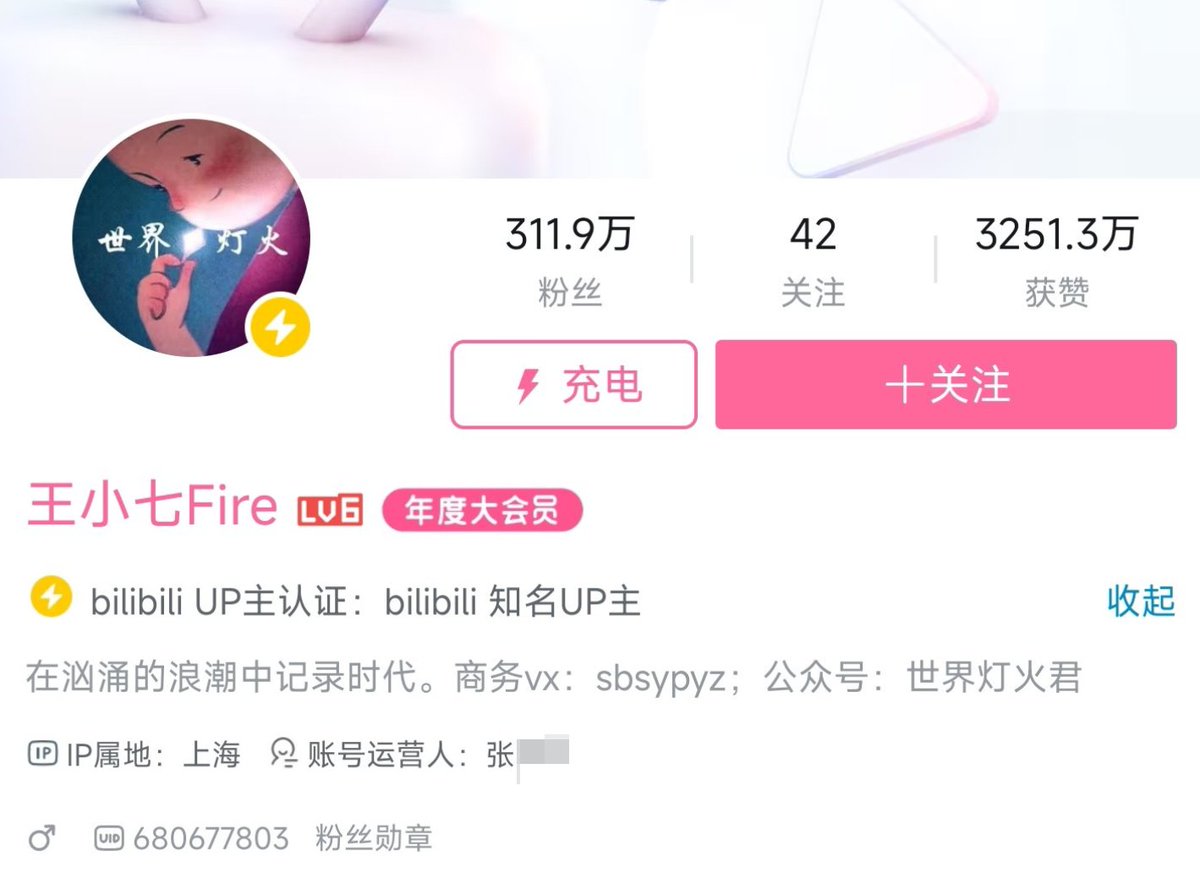 世界灯火
311.9万
42
3251.3万
粉丝
关注
获赞
充电
+关注
王小七Fire LV6 年度大会员
bilibili UP主认证：bilibili 知名UP主
收起
在汹涌的浪潮中记录时代。商务vx：sbsypyz；公众号：世界灯火君
IP IP属地：上海 账号运营人：张
UID 680677803 粉丝勋章